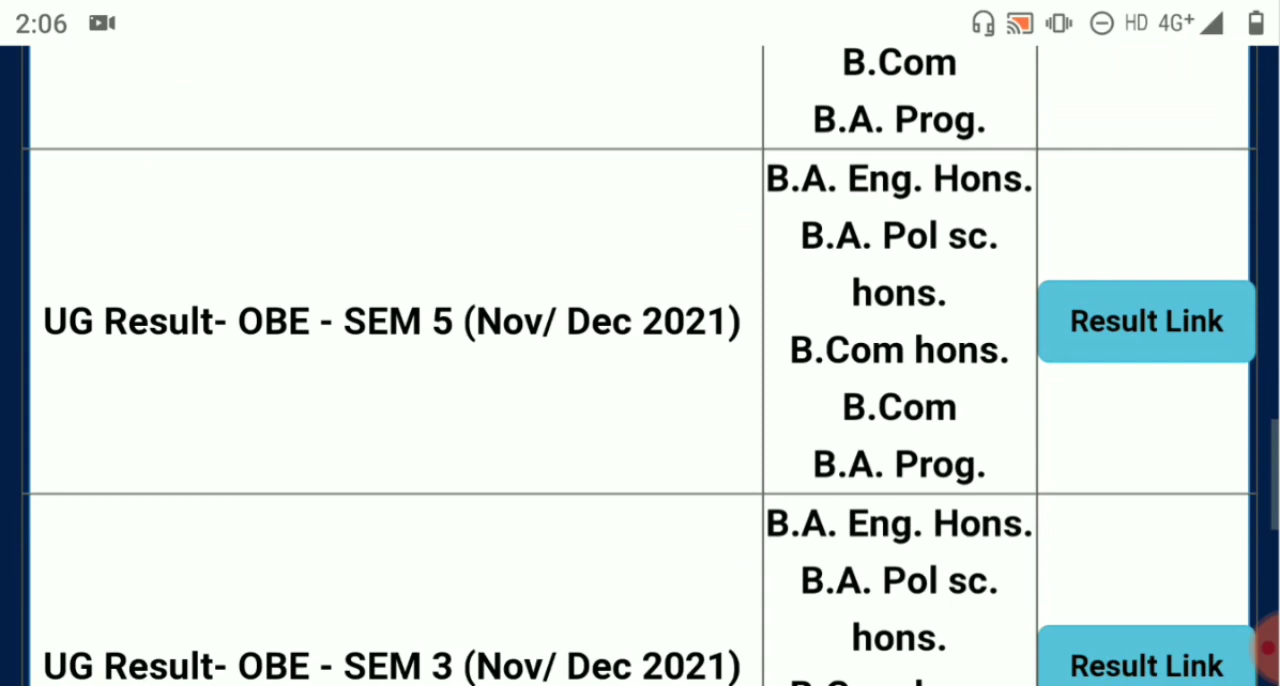 2:06
HD 4G+
B.Com
B.A. Prog.
UG Result- OBE - SEM 5 (Nov/ Dec 2021)
B.A. Eng. Hons.
B.A. Pol sc.
hons.
B.Com hons.
B.Com
B.A. Prog.
Result Link
UG Result- OBE - SEM 3 (Nov/ Dec 2021)
B.A. Eng. Hons.
B.A. Pol sc.
hons.
Result Link